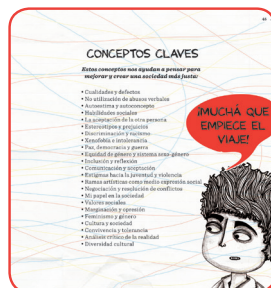 CONCEPTOS CLAVES
Estos conceptos nos ayudan a pensar para
mejorar y crear una sociedad más justa:
• Cualidades y defectos
• No utilización de abusos verbales
• Autoestima y autoconcepto
• Habilidades sociales
• La aceptación de la otra persona
• Estereotipos y prejuicios
• Discriminación y racismo
• Xenofobia e intolerancia
• Paz, democracia y guerra
• Equidad de género y sistema sexo-género
• Inclusión y reflexión
• Comunicación y aceptación
• Estigmas hacia la juventud y violencia
• Ramas artísticas como medio expresión social
• Negociación y resolución de conflictos
• Mi papel en la sociedad
• Valores sociales
• Marginación y opresión
• Feminismo y género
• Cultura y sociedad
• Convivencia y tolerancia
• Análisis crítico de la realidad
• Diversidad cultural
¡MUCHÁ QUE
EMPIECE EL
VIAJE!